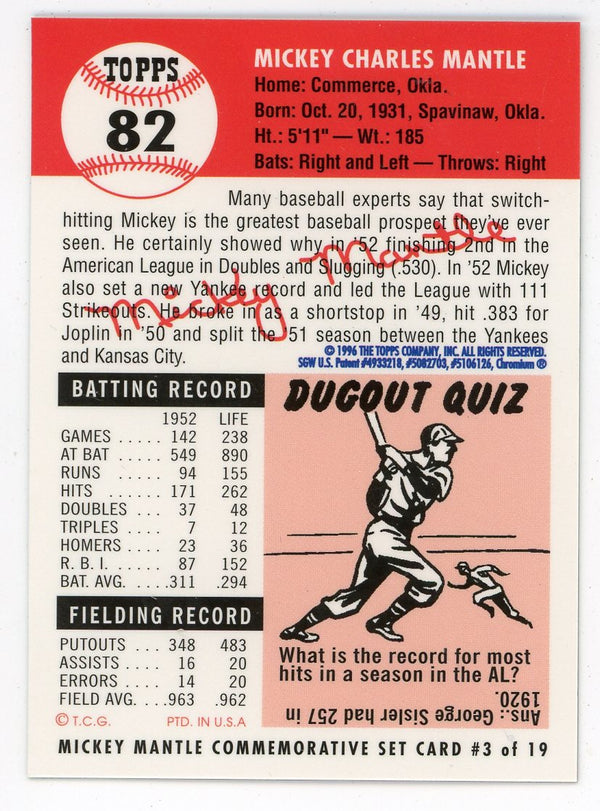 TOPPS
82
MICKEY CHARLES MANTLE
Home: Commerce, Okla.
Born: Oct. 20, 1931, Spavinaw, Okla.
Ht.: 5'11" — Wt.: 185
Bats: Right and Left — Throws: Right
Many baseball experts say that switch-
hitting Mickey is the greatest baseball prospect they've ever
seen. He certainly showed why in '52 finishing 2nd in the
American League in Doubles and Slugging (.530). In '52 Mickey
also set a new Yankee record and led the League with 111
Strikeouts. He broke in as a shortstop in '49, hit .383 for
Joplin in '50 and split the '51 season between the Yankees
and Kansas City.
Mickey Mantle
© 1996 THE TOPPS COMPANY, INC. ALL RIGHTS RESERVED.
SGW U.S. Patent #4933218, #5082703, #5106126, Chromium ®
BATTING RECORD
1952 LIFE
GAMES ..... 142 238
AT BAT ..... 549 890
RUNS ..... 94 155
HITS ...... 171 262
DOUBLES ... 37 48
TRIPLES .... 7 12
HOMERS .... 23 36
R. B. I. ..... 87 152
BAT. AVG. ...311 .294
FIELDING RECORD
PUTOUTS .... 348 483
ASSISTS .... 16 20
ERRORS .... 14 20
FIELD AVG. ...963 .962
© T.C.G. PTD. IN U.S.A
DUGOUT QUIZ
What is the record for most
hits in a season in the AL?
Ans.: George Sisler had 257 in
1920.
MICKEY MANTLE COMMEMORATIVE SET CARD #3 of 19